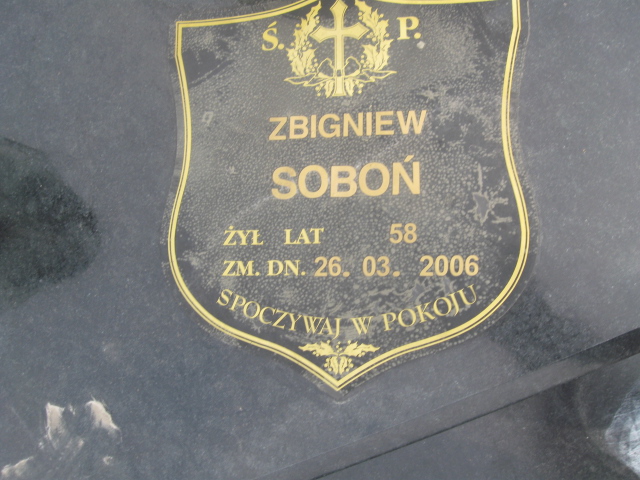 Ś. P.
ZBIGNIEW
SOBOŃ
ŻYŁ LAT 58
ZM. DN. 26. 03. 2006
SPOCZYWAJ W POKOJU